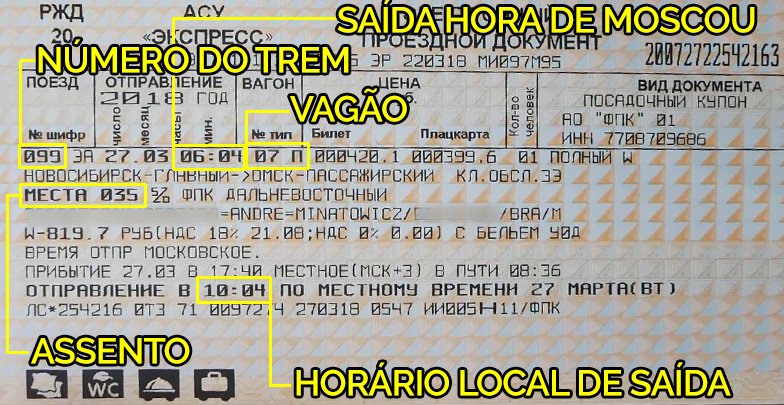 РЖД АСУ
SAÍDA HORA DE MOSCOU
20 «ЭКСПРЕСС» ПРОЕЗДНОЙ ДОКУМЕНТ 20072722542163
NÚMERO DO TREM
ЭР 220318 МИ097М95
ПОЕЗД ОТПРАВЛЕНИЕ ВАГОН ЦЕНА ВИД ДОКУМЕНТА
2018 ГОД ПОСАДОЧНЫЙ КУПОН
VAGÃO
АО "ФПК" 01
№ шифр число месяц часы мин. № тип Билет Плацкарта Кол-во человек ИНН 7708709686
099 ЭА 27.03 06:04 07 П 000420.1 000399.6 01 ПОЛНЫЙ W
НОВОСИБИРСК-ГЛАВНЫЙ->ОМСК-ПАССАЖИРСКИЙ КЛ.ОБСЛ.3Э
МЕСТА 035 ФПК ДАЛЬНЕВОСТОЧНЫЙ
=ANDRE=MINATOWICZ/ /BRA/M
W-819.7 РУБ(НДС 18% 21.08;НДС 0% 0.00) С БЕЛЬЕМ У0Д
ВРЕМЯ ОТПР МОСКОВСКОЕ.
ПРИБЫТИЕ 27.03 В 17:40 МЕСТНОЕ(МСК+3) В ПУТИ 08:36
ОТПРАВЛЕНИЕ В 10:04 ПО МЕСТНОМУ ВРЕМЕНИ 27 МАРТА(ВТ)
ЛС*254216 ОТЗ 71 0097274 270318 0547 ИИ005Н11/ФПК
ASSENTO
WC
HORÁRIO LOCAL DE SAÍDA